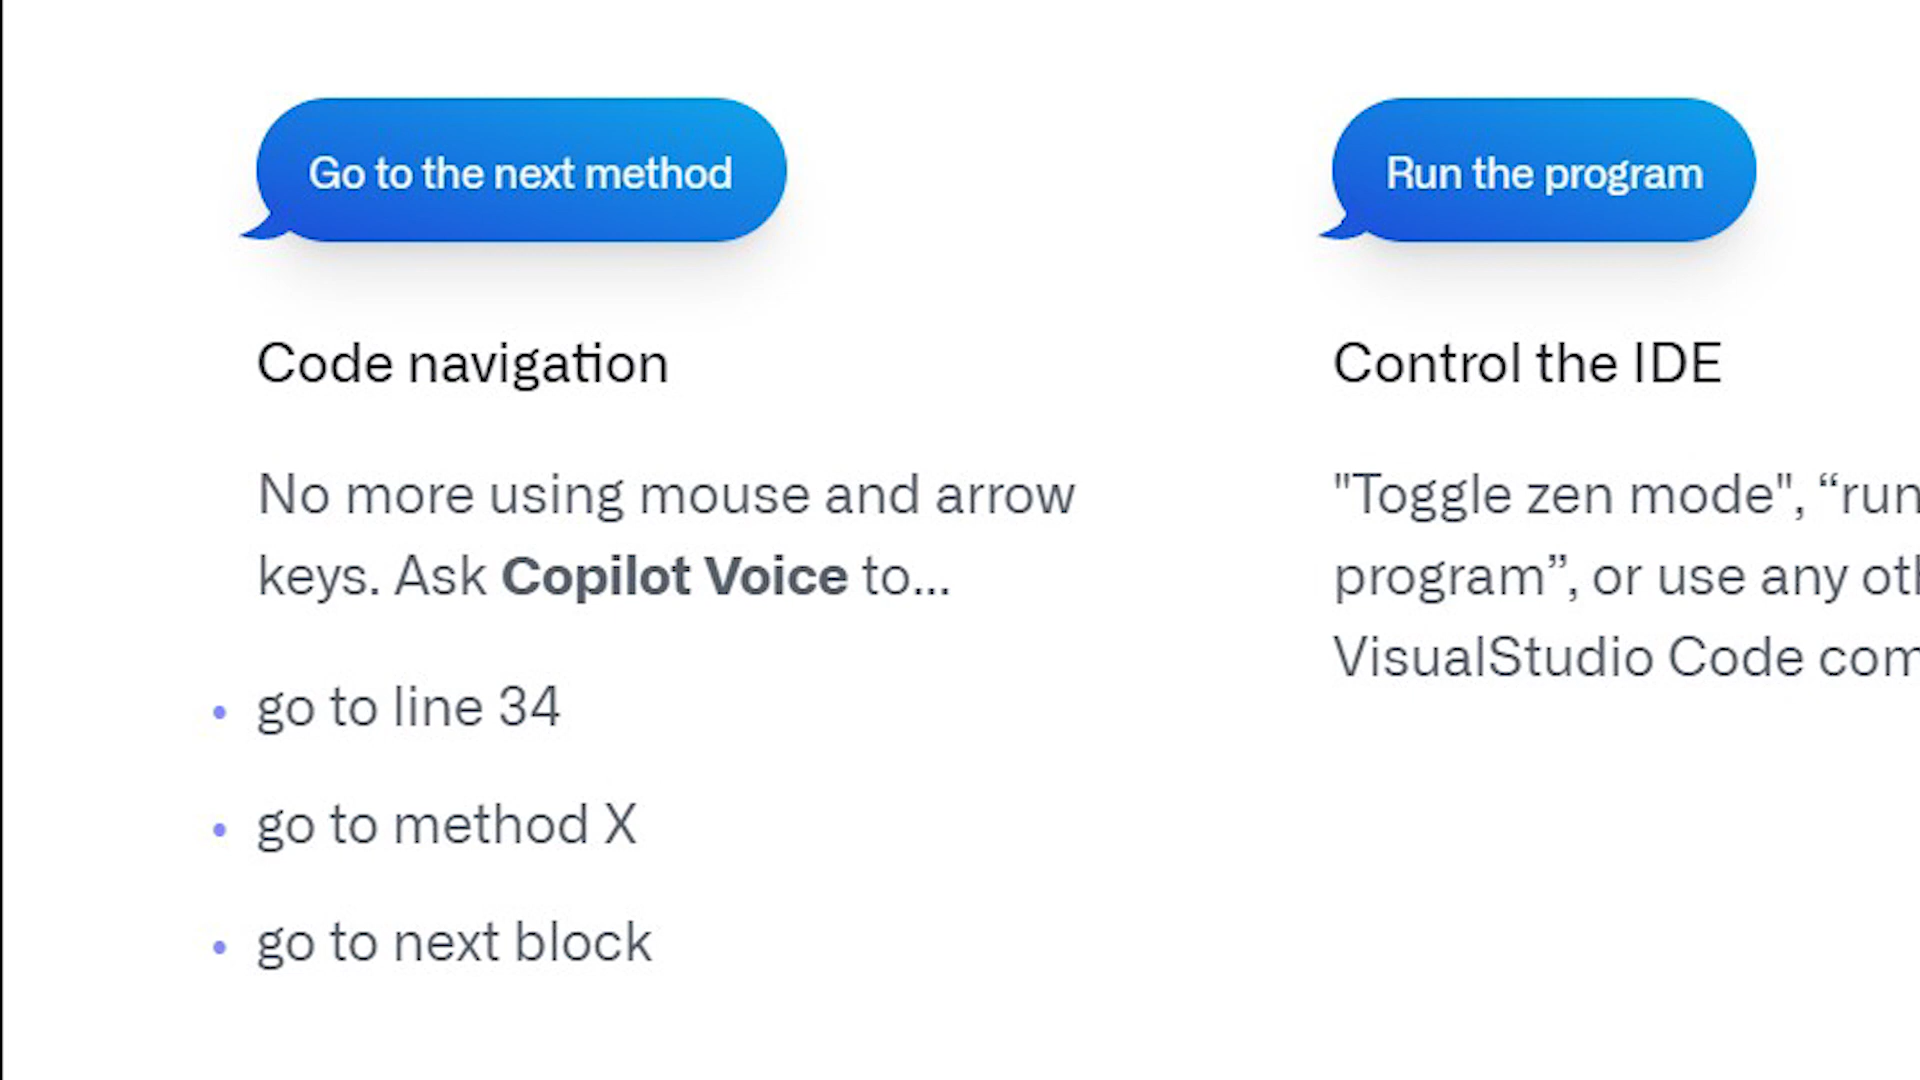 Go to the next method
Code navigation
No more using mouse and arrow
keys. Ask Copilot Voice to...
go to line 34
go to method X
go to next block
Run the program
Control the IDE
"Toggle zen mode", “run
program”, or use any
VisualStudio Code